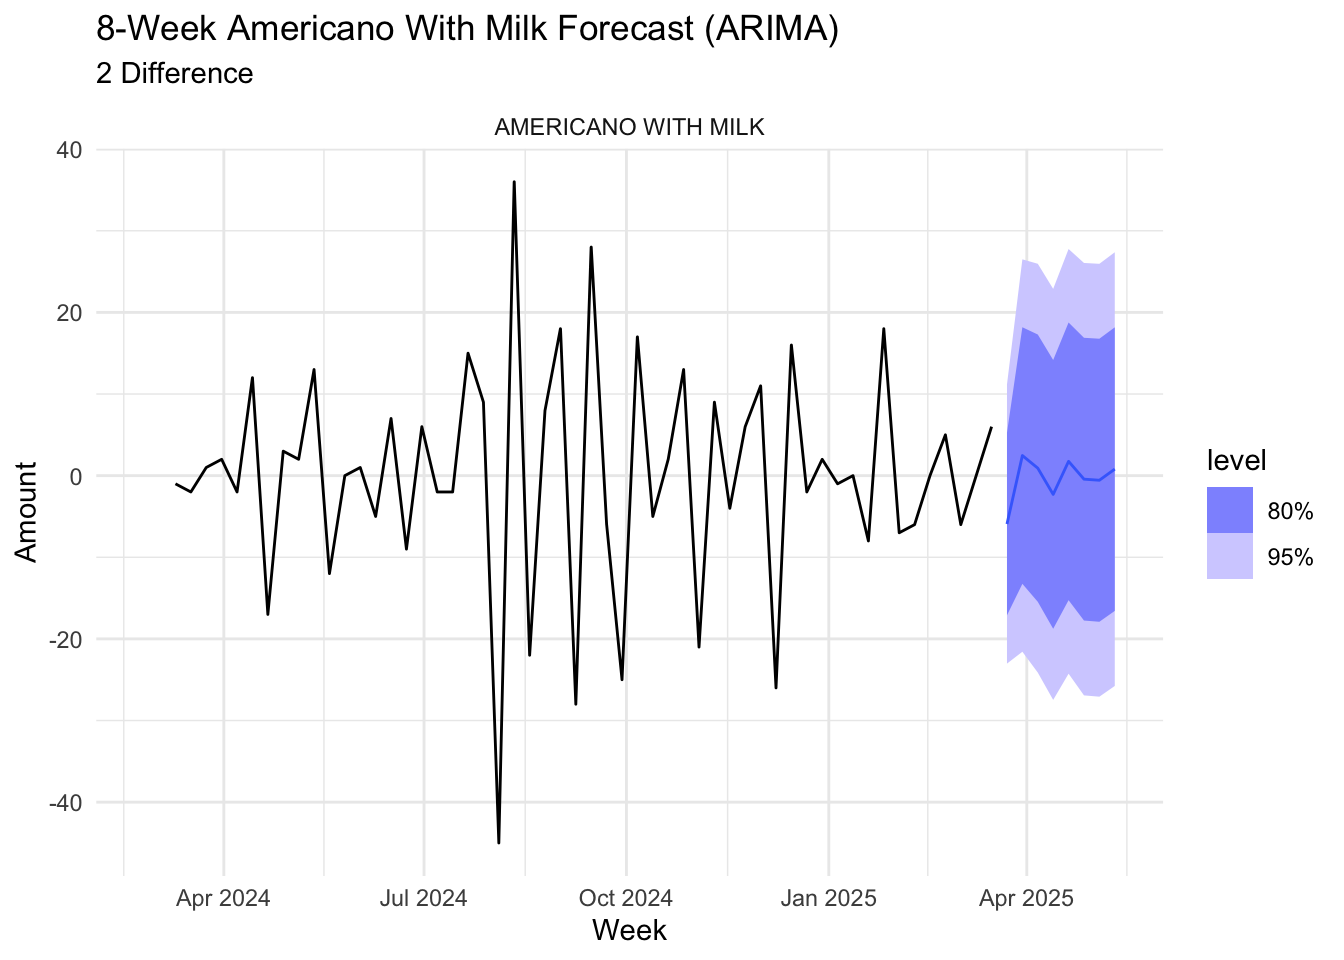 8-Week Americano With Milk Forecast (ARIMA)
2 Difference
AMERICANO WITH MILK
40
20
0
-20
-40
Amount
Apr 2024
Jul 2024
Oct 2024
Jan 2025
Apr 2025
Week
level
80%
95%